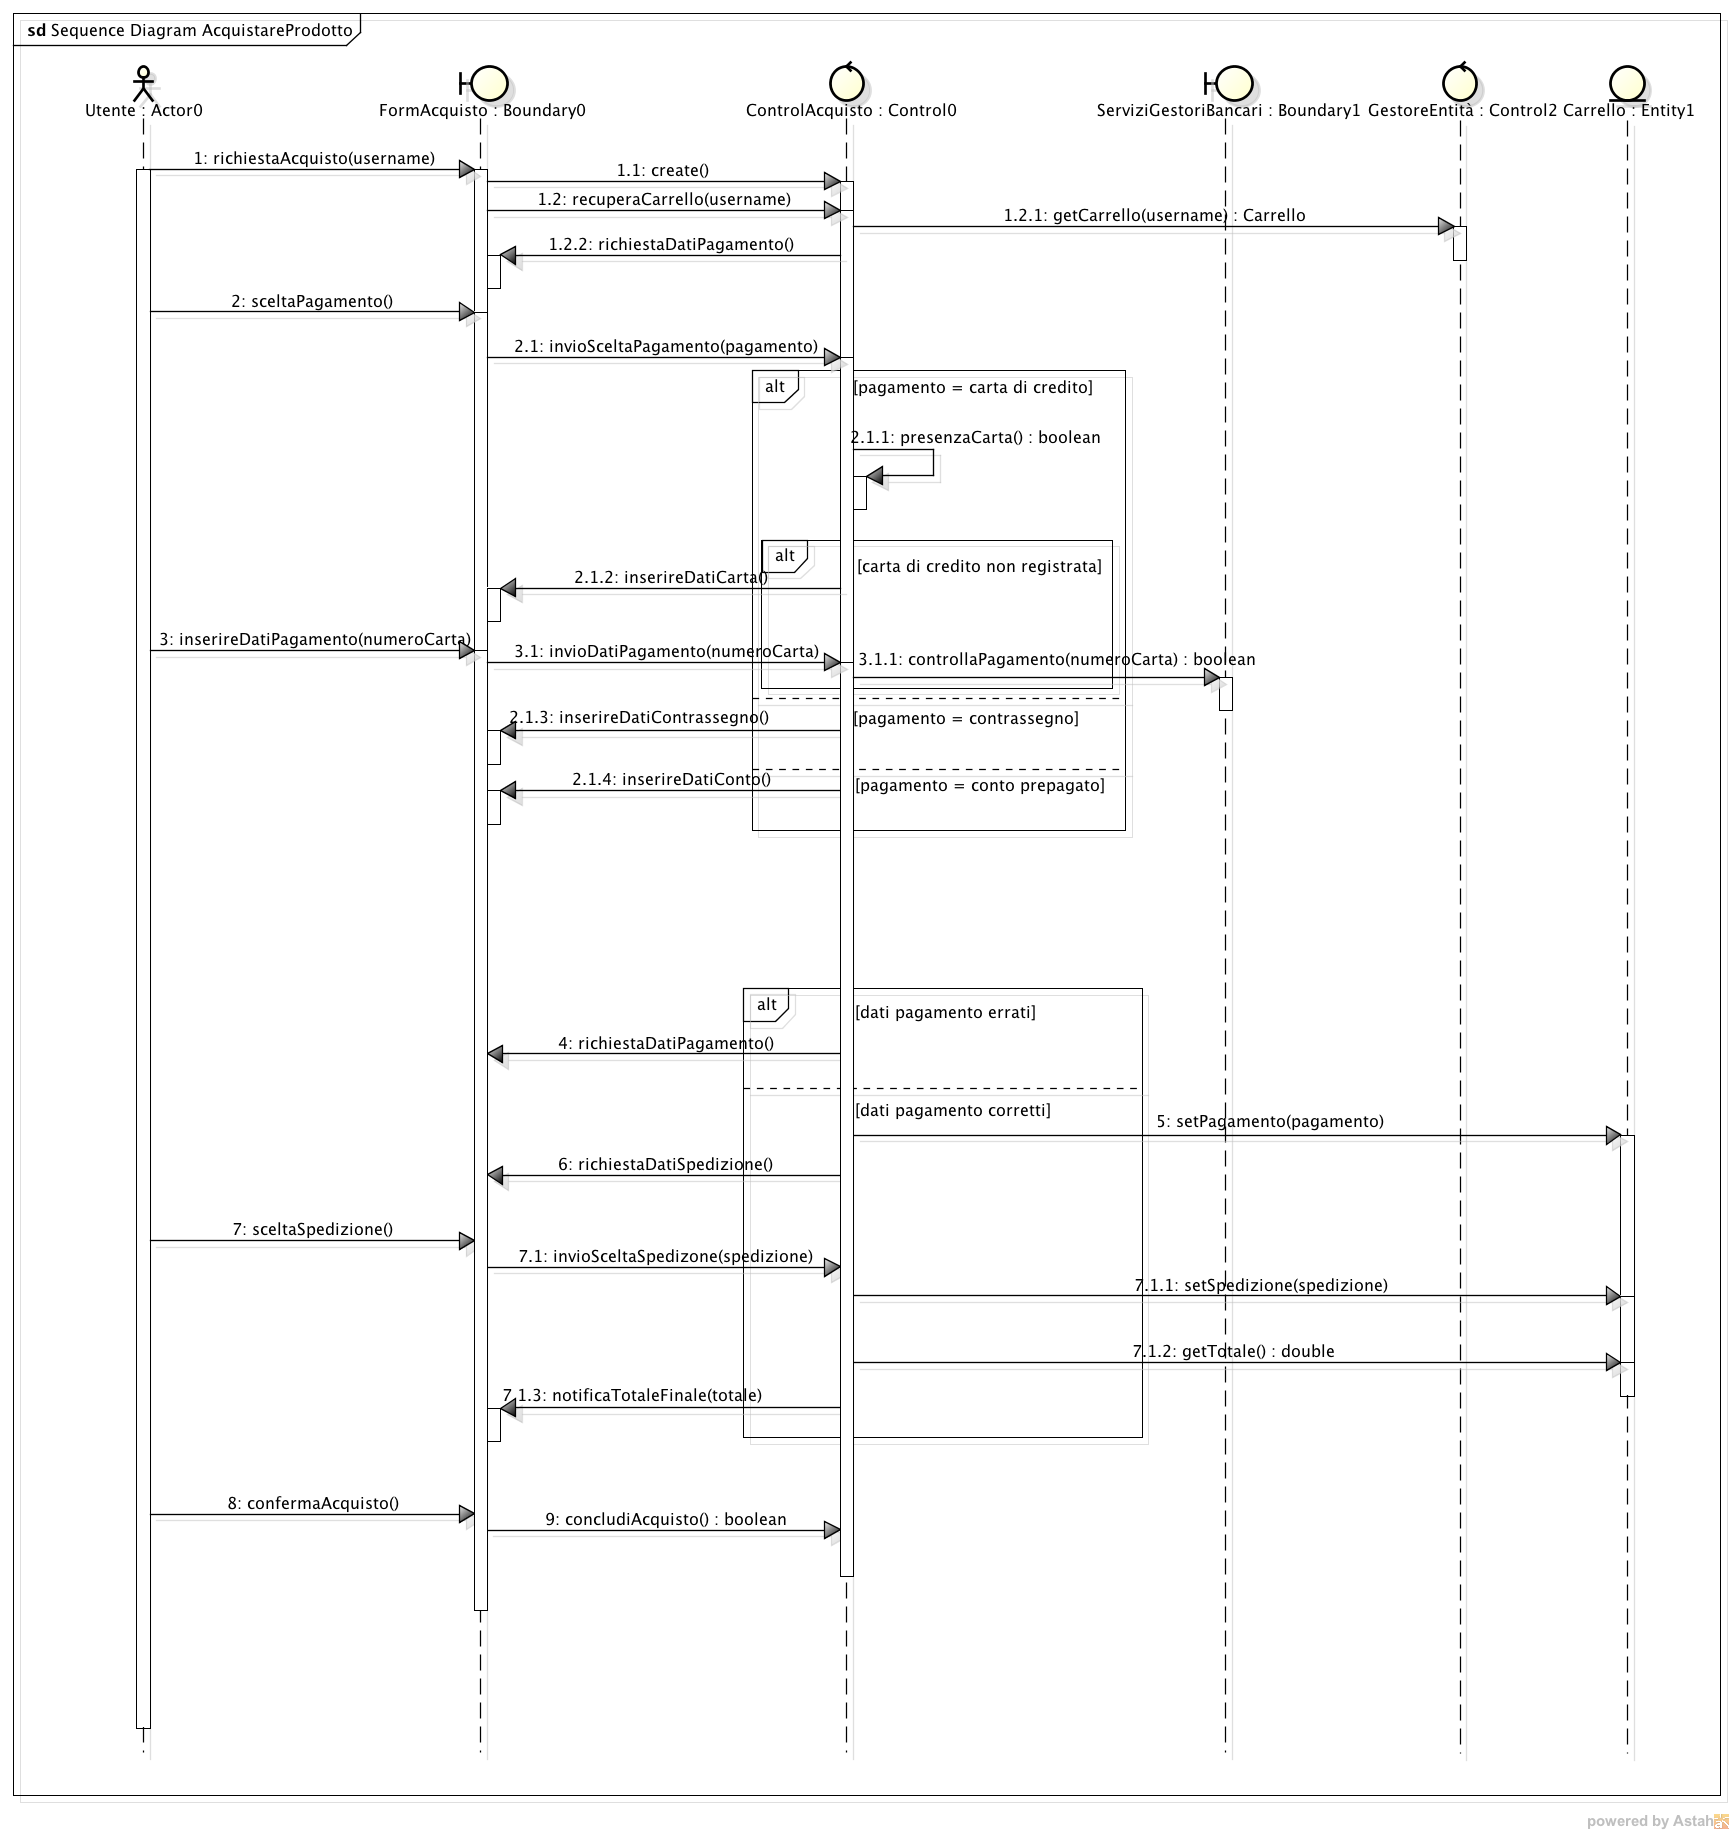 sd Sequence Diagram AcquistareProdotto
Utente : Actor0
FormAcquisto : Boundary0
ControlAcquisto : Control0
ServiziGestoriBancari : Boundary1
GestoreEntità : Control2
Carrello : Entity1
1: richiestaAcquisto(username)
1.1: create()
1.2: recuperaCarrello(username)
1.2.1: getCarrello(username) : Carrello
1.2.2: richiestaDatiPagamento()
2: sceltaPagamento()
2.1: invioSceltaPagamento(pagamento)
alt
[pagamento = carta di credito]
2.1.1: presenzaCarta() : boolean
alt
[carta di credito non registrata]
2.1.2: inserireDatiCarta()
3: inserireDatiPagamento(numeroCarta)
3.1: invioDatiPagamento(numeroCarta)
3.1.1: controllaPagamento(numeroCarta) : boolean
2.1.3: inserireDatiContrassegno()
[pagamento = contrassegno]
2.1.4: inserireDatiConto()
[pagamento = conto prepagato]
alt
[dati pagamento errati]
4: richiestaDatiPagamento()
[dati pagamento corretti]
5: setPagamento(pagamento)
6: richiestaDatiSpedizione()
7: sceltaSpedizione()
7.1: invioSceltaSpedizone(spedizione)
7.1.1: setSpedizione(spedizione)
7.1.2: getTotale() : double
7.1.3: notificaTotaleFinale(totale)
8: confermaAcquisto()
9: concludiAcquisto() : boolean
powered by Astah